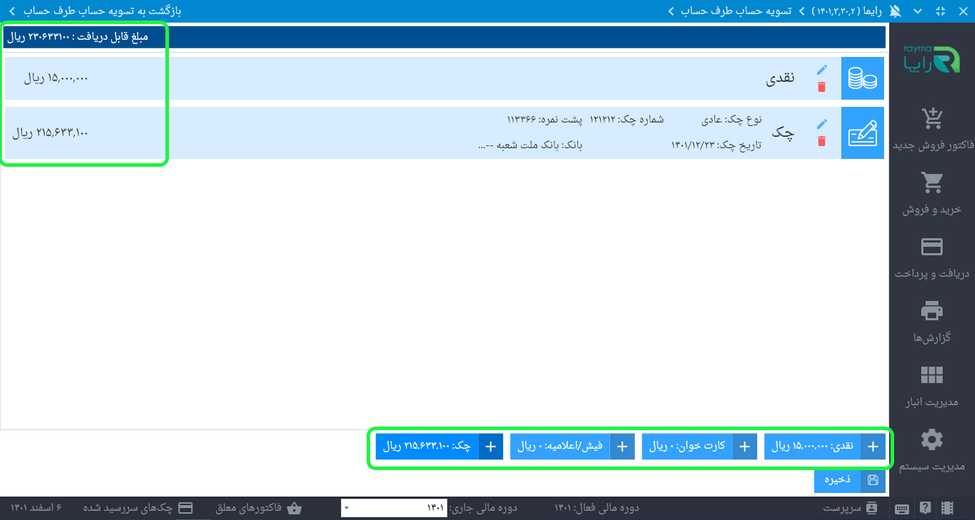 رایما ( ۱۴۰۱,۳,۳۰,۲ ) تسویه حساب طرف حساب
بازگشت به تسویه حساب طرف حساب
rayma
رایما
مبلغ قابل دریافت : ۲۳۰۶۳۳۱۰۰ ریال
نقدی
۱۵,۰۰۰,۰۰۰ ریال
چک
نوع چک: عادی شماره چک: ۱۲۱۲۱۲ پشت نمره: ۱۱۳۳۶۶
تاریخ چک: ۱۴۰۱/۱۲/۲۳ بانک: بانک ملت شعبه --...
۲۱۵,۶۳۳,۱۰۰ ریال
فاکتور فروش جدید
خرید و فروش
دریافت و پرداخت
گزارش‌ها
مدیریت انبار
مدیریت سیستم
نقدی: ۱۵,۰۰۰,۰۰۰ ریال
کارت خوان: ۰ ریال
فیش/اعلامیه: ۰ ریال
چک: ۲۱۵,۶۳۳,۱۰۰ ریال
ذخیره
سرپرست
دوره مالی فعال: ۱۴۰۱
دوره مالی جاری: ۱۴۰۱
فاکتورهای معلق
چک‌های سررسید شده
۶ اسفند ۱۴۰۱